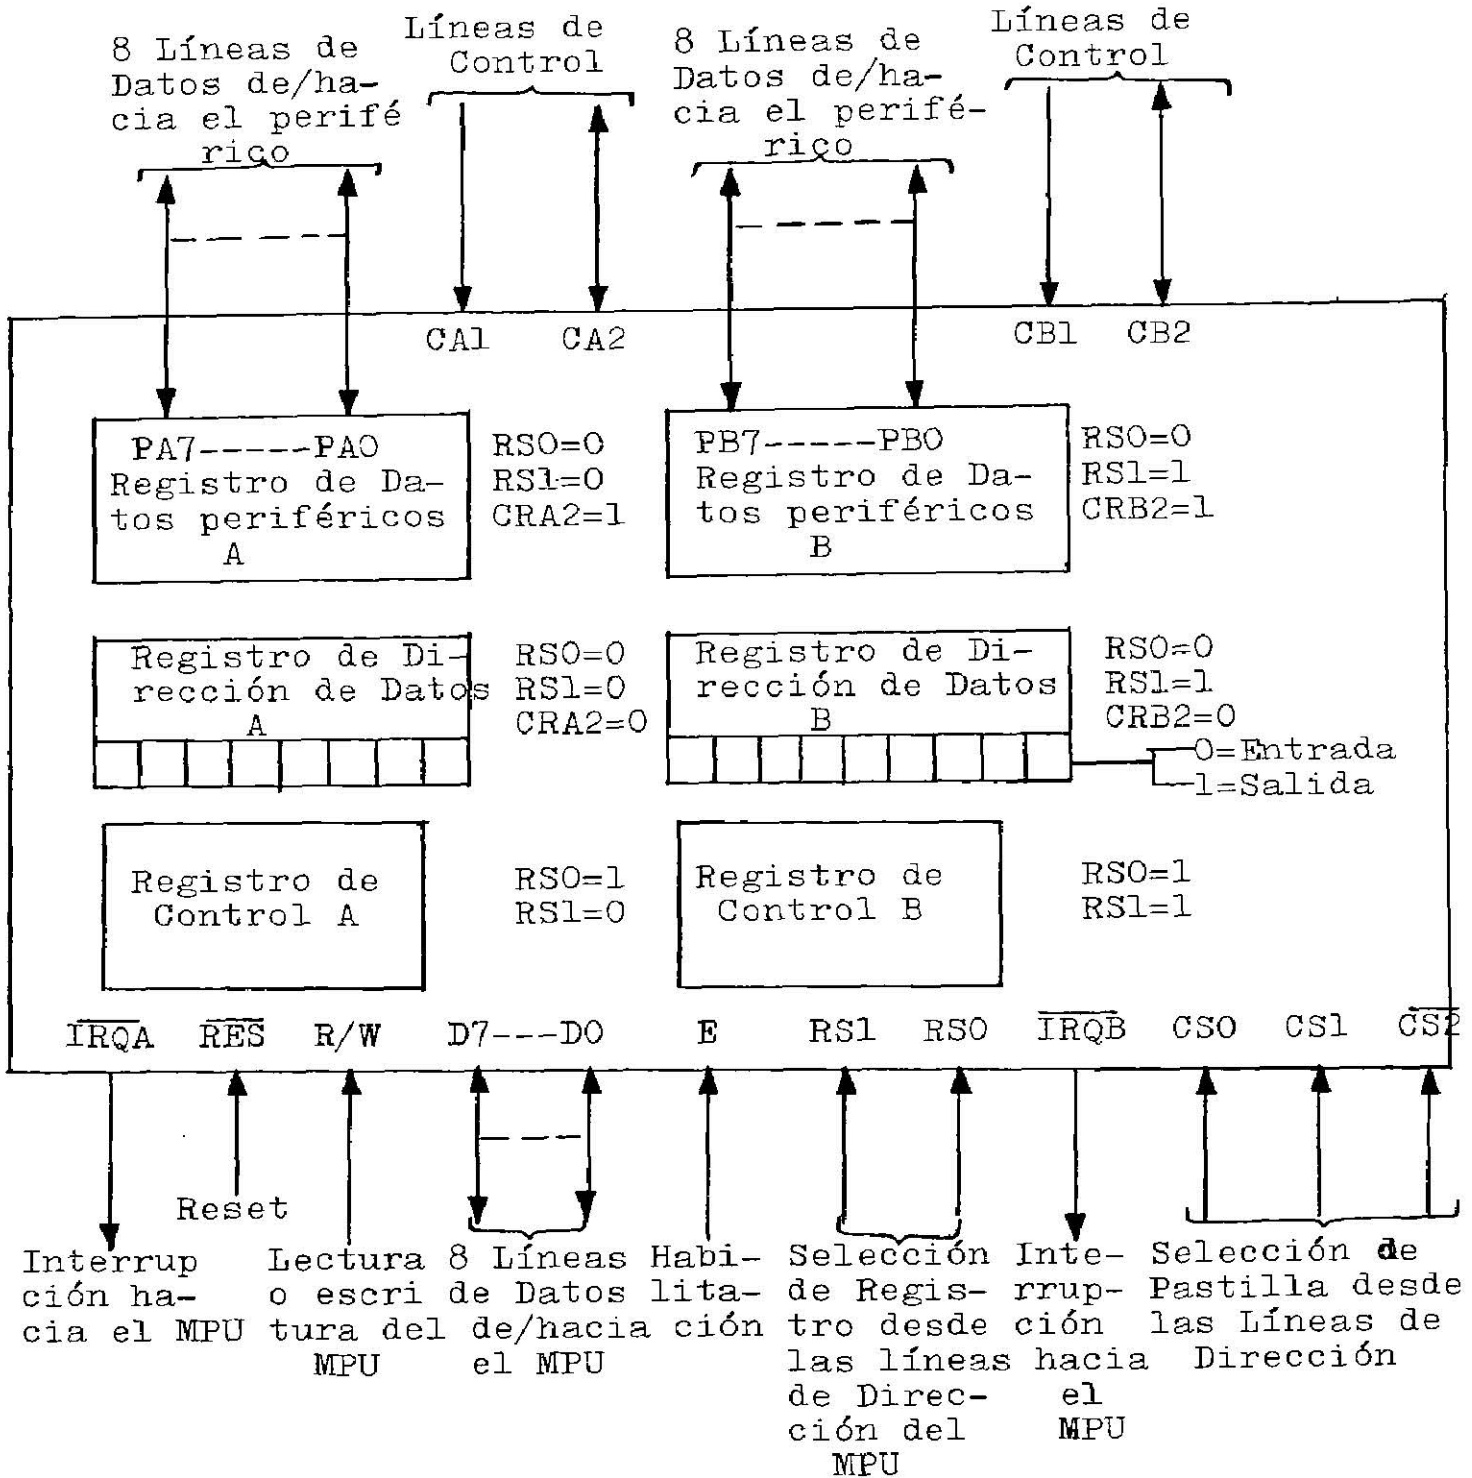 8 Líneas de
Datos de/ha-
cia el perifé
rico
Líneas de
Control
8 Líneas de
Datos de/ha-
cia el perifé-
rico
Líneas de
Control
CA1 CA2 CB1 CB2
PA7-----PA0
Registro de Da-
tos periféricos
A
RS0=0
RS1=0
CRA2=1
PB7-----PB0
Registro de Da-
tos periféricos
B
RS0=0
RS1=1
CRB2=1
Registro de Di-
rección de Datos
A
RS0=0
RS1=0
CRA2=0
Registro de Di-
rección de Datos
B
RS0=0
RS1=1
CRB2=0
0=Entrada
1=Salida
Registro de
Control A
RS0=1
RS1=0
Registro de
Control B
RS0=1
RS1=1
I̅R̅Q̅A̅ R̅E̅S̅ R/W D7---D0 E RS1 RS0 I̅R̅Q̅B̅ CS0 CS1 C̅S̅2̅
Reset
Interrup
ción ha-
cia el MPU
Lectura
o escri
tura del
MPU
8 Líneas
de Datos
de/hacia
el MPU
Habi-
lita-
ción
Selección
de Regis-
tro desde
las líneas
de Direc-
ción del
MPU
Inte-
rrup-
ción
hacia
el
MPU
Selección de
Pastilla desde
las Líneas de
Dirección